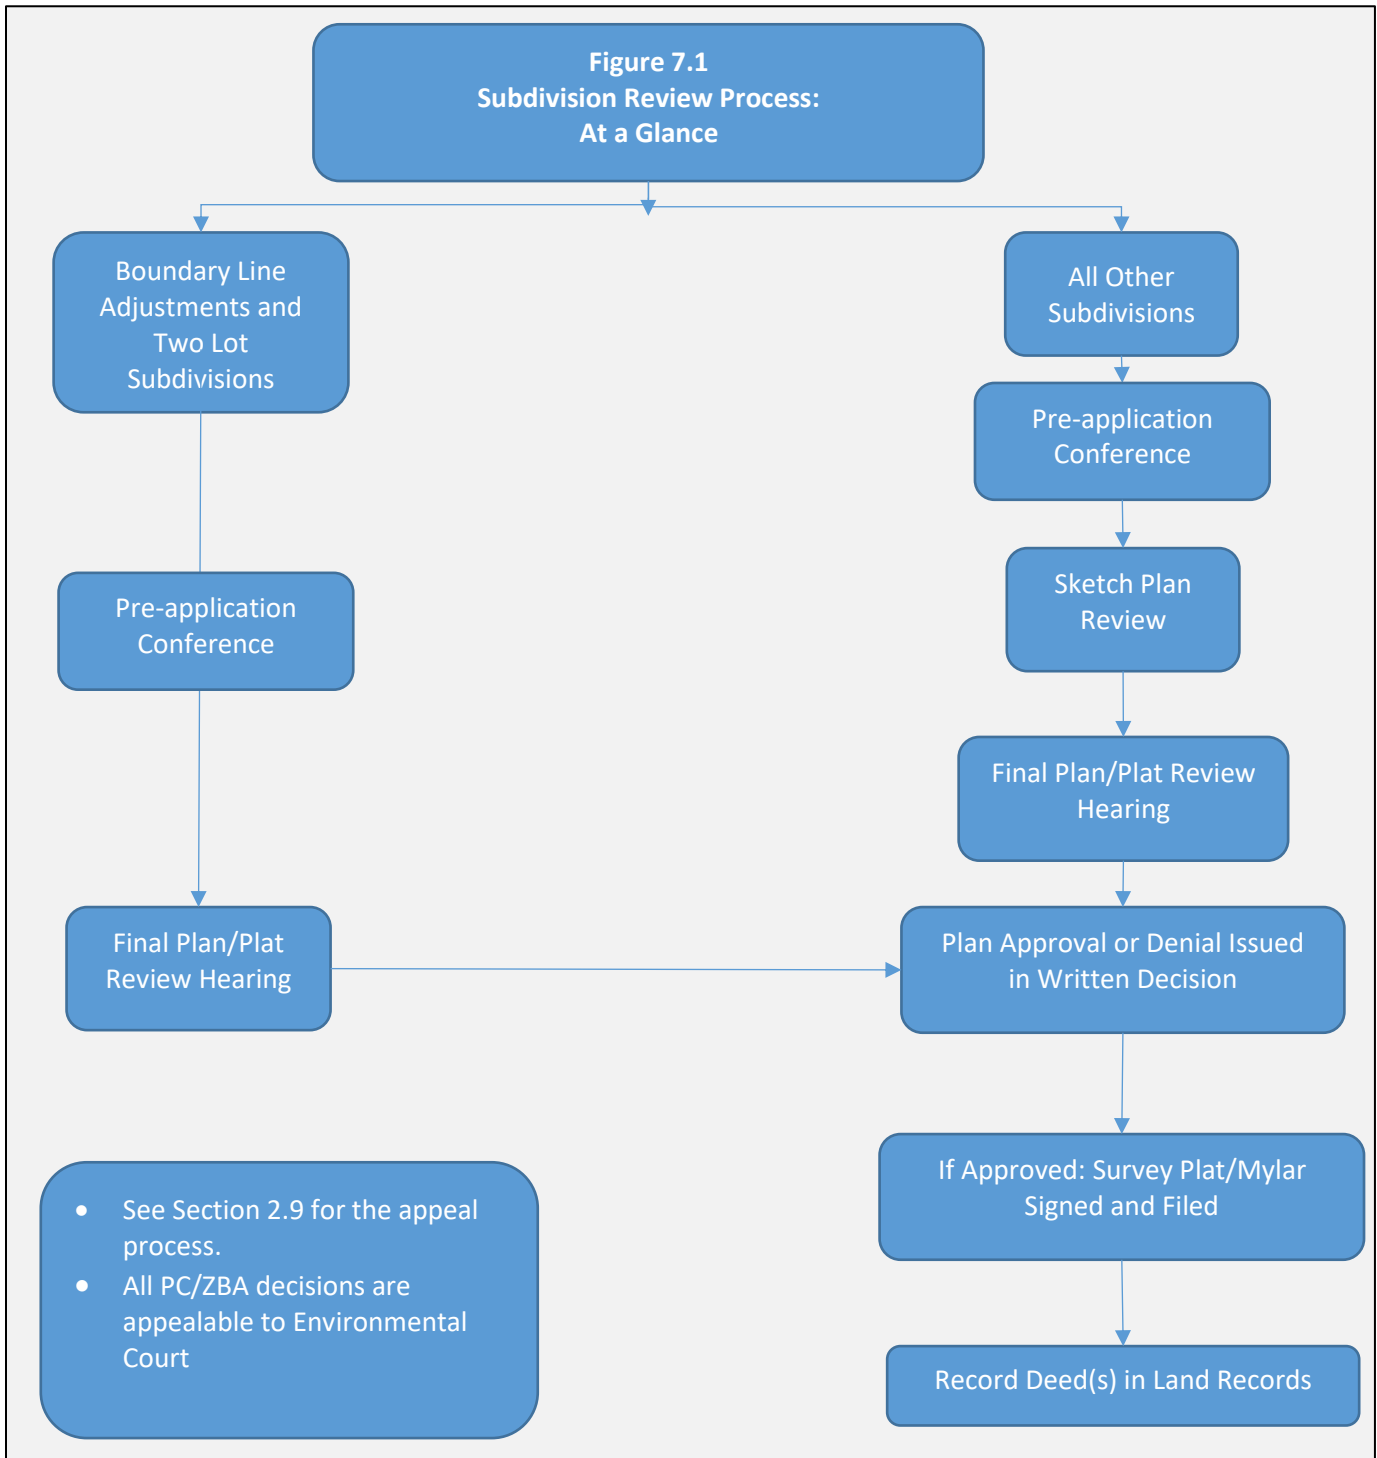 Figure 7.1
Subdivision Review Process:
At a Glance
Boundary Line
Adjustments and
Two Lot
Subdivisions
All Other
Subdivisions
Pre-application
Conference
Sketch Plan
Review
Pre-application
Conference
Final Plan/Plat Review
Hearing
Final Plan/Plat
Review Hearing
Plan Approval or Denial Issued
in Written Decision
If Approved: Survey Plat/Mylar
Signed and Filed
• See Section 2.9 for the appeal
process.
• All PC/ZBA decisions are
appealable to Environmental
Court
Record Deed(s) in Land Records